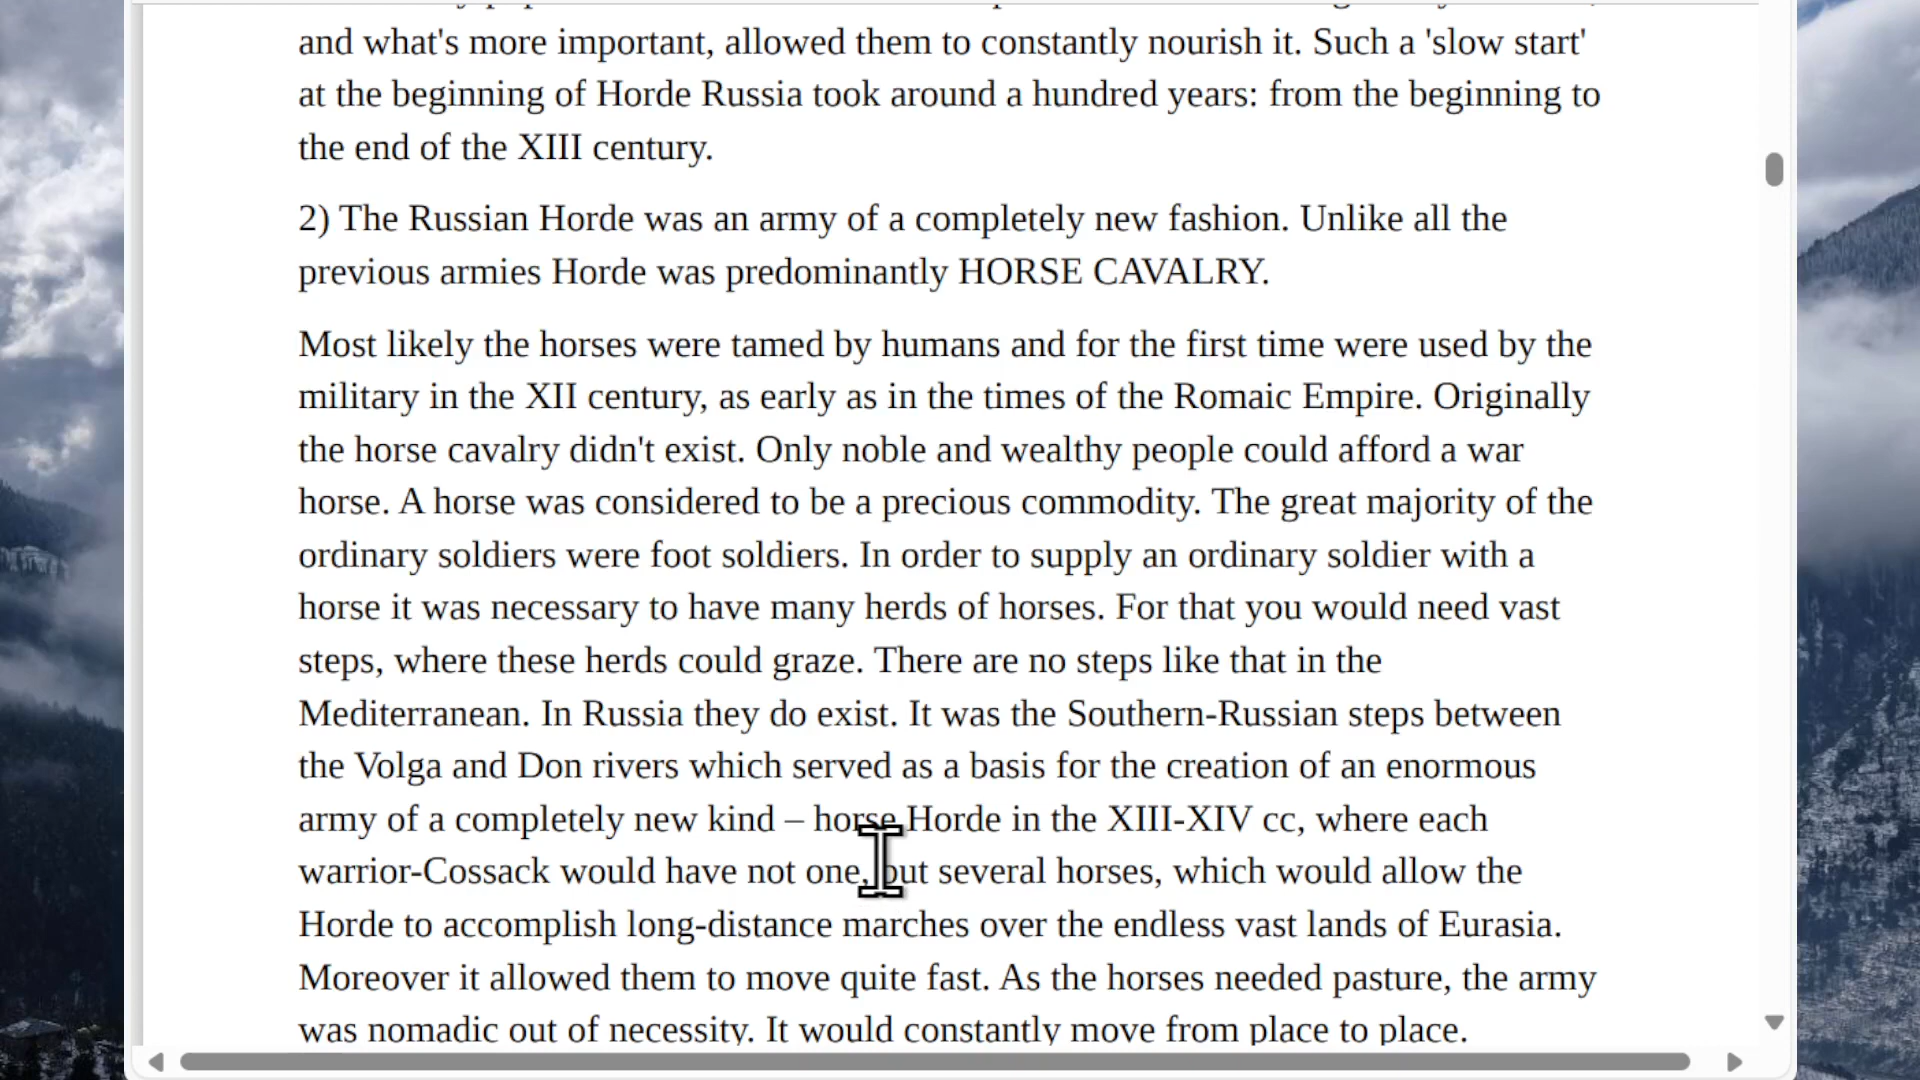 and what's more important, allowed them to constantly nourish it. Such a 'slow start'
at the beginning of Horde Russia took around a hundred years: from the beginning to
the end of the XIII century.
2) The Russian Horde was an army of a completely new fashion. Unlike all the
previous armies Horde was predominantly HORSE CAVALRY.
Most likely the horses were tamed by humans and for the first time were used by the
military in the XII century, as early as in the times of the Romaic Empire. Originally
the horse cavalry didn't exist. Only noble and wealthy people could afford a war
horse. A horse was considered to be a precious commodity. The great majority of the
ordinary soldiers were foot soldiers. In order to supply an ordinary soldier with a
horse it was necessary to have many herds of horses. For that you would need vast
steps, where these herds could graze. There are no steps like that in the
Mediterranean. In Russia they do exist. It was the Southern-Russian steps between
the Volga and Don rivers which served as a basis for the creation of an enormous
army of a completely new kind – horse Horde in the XIII-XIV cc, where each
warrior-Cossack would have not one, but several horses, which would allow the
Horde to accomplish long-distance marches over the endless vast lands of Eurasia.
Moreover it allowed them to move quite fast. As the horses needed pasture, the army
was nomadic out of necessity. It would constantly move from place to place.